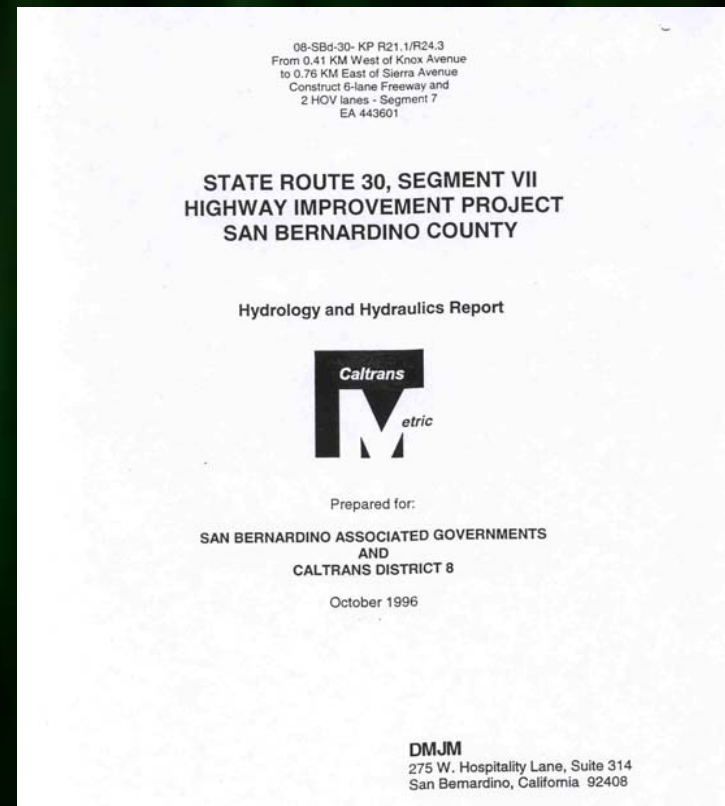 08-SBd-30- KP R21.1/R24.3
From 0.41 KM West of Knox Avenue
to 0.76 KM East of Sierra Avenue
Construct 6-lane Freeway and
2 HOV lanes - Segment 7
EA 443601
STATE ROUTE 30, SEGMENT VII
HIGHWAY IMPROVEMENT PROJECT
SAN BERNARDINO COUNTY
Hydrology and Hydraulics Report
Caltrans
Metric
Prepared for:
SAN BERNARDINO ASSOCIATED GOVERNMENTS
AND
CALTRANS DISTRICT 8
October 1996
DMJM
275 W. Hospitality Lane, Suite 314
San Bernardino, California 92408